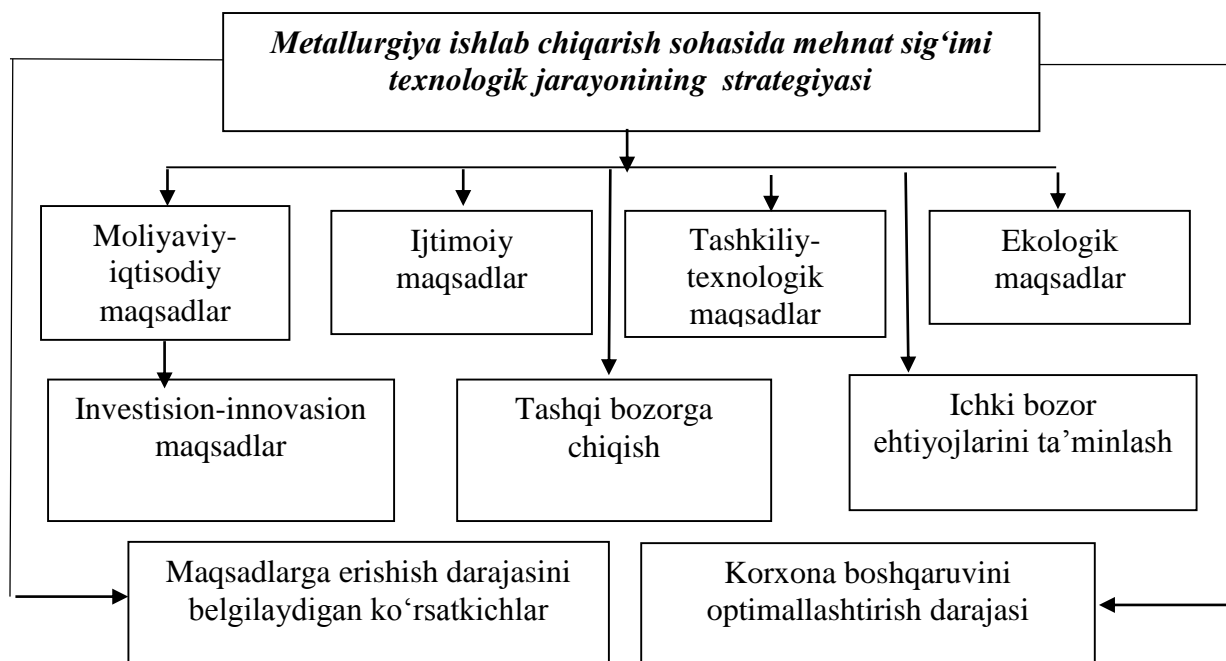 Metallurgiya ishlab chiqarish sohasida mehnat sig‘imi
texnologik jarayonining strategiyasi
Moliyaviy-
iqtisodiy
maqsadlar
Ijtimoiy
maqsadlar
Tashkiliy-
texnologik
maqsadlar
Ekologik
maqsadlar
Investision-innovasion
maqsadlar
Tashqi bozorga
chiqish
Ichki bozor
ehtiyojlarini ta’minlash
Maqsadlarga erishish darajasini
belgilaydigan ko‘rsatkichlar
Korxona boshqaruvini
optimallashtirish darajasi